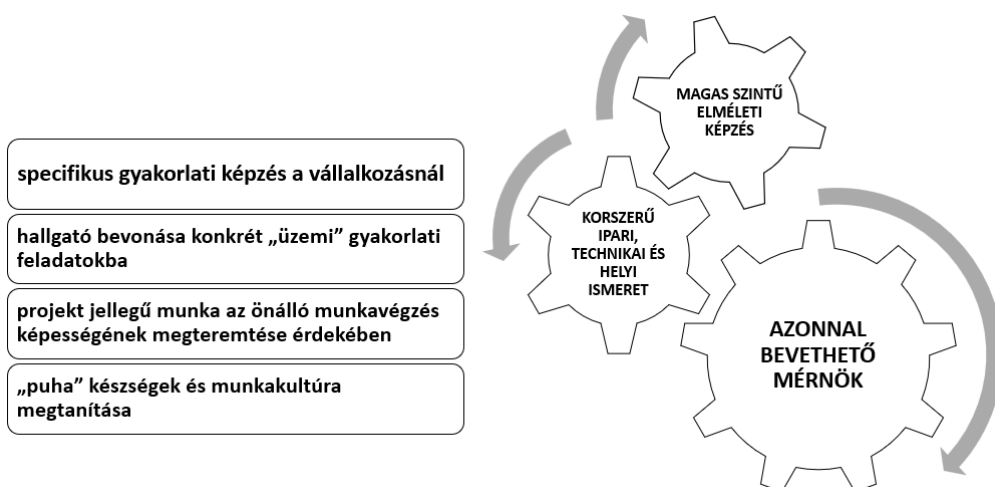 specifikus gyakorlati képzés a vállalkozásnál
hallgató bevonása konkrét „üzemi” gyakorlati
feladatokba
projekt jellegű munka az önálló munkavégzés
képességének megteremtése érdekében
„puha” készségek és munkakultúra
megtanítása
MAGAS SZINTŰ
ELMÉLETI
KÉPZÉS
KORSZERŰ
IPARI,
TECHNIKAI ÉS
HELYI
ISMERET
AZONNAL
BEVETHETŐ
MÉRNÖK